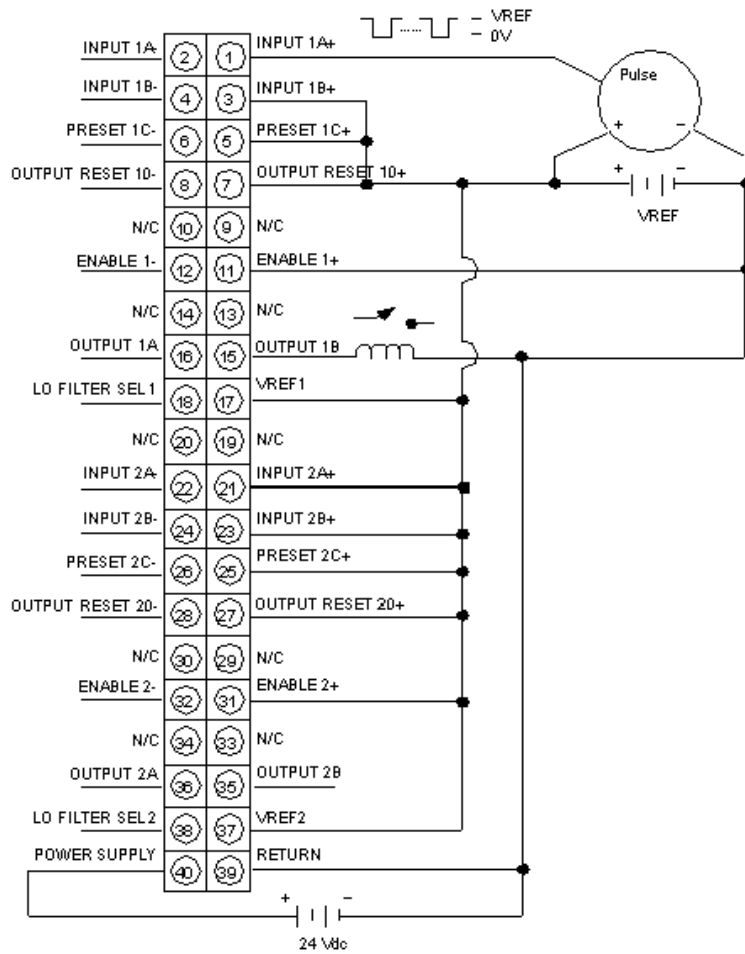 VREF
0V
INPUT 1A- 2 1 INPUT 1A+
Pulse
INPUT 1B- 4 3 INPUT 1B+
PRESET 1C- 6 5 PRESET 1C+
+ −
OUTPUT RESET 10- 8 7 OUTPUT RESET 10+
+ −
VREF
N/C 10 9 N/C
ENABLE 1- 12 11 ENABLE 1+
N/C 14 13 N/C
OUTPUT 1A 16 15 OUTPUT 1B
LO FILTER SEL1 18 17 VREF1
N/C 20 19 N/C
INPUT 2A- 22 21 INPUT 2A+
INPUT 2B- 24 23 INPUT 2B+
PRESET 2C- 26 25 PRESET 2C+
OUTPUT RESET 20- 28 27 OUTPUT RESET 20+
N/C 30 29 N/C
ENABLE 2- 32 31 ENABLE 2+
N/C 34 33 N/C
OUTPUT 2A 36 35 OUTPUT 2B
LO FILTER SEL2 38 37 VREF2
POWER SUPPLY 40 39 RETURN
+ −
24 Vdc